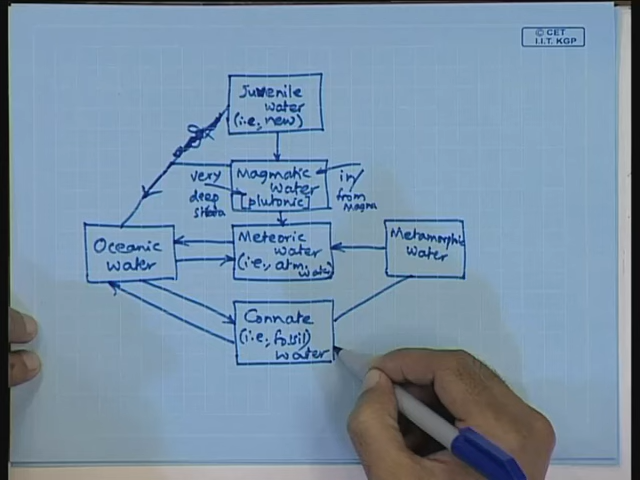 © CET
I.I.T. KGP
Juvenile
water
(i.e, new)
Magmatic
water
[plutonic]
very
deep
strata
in/
from
Magma
Oceanic
water
Meteoric
water
(i.e., atm.
water)
Metamorphic
water
Connate
(i.e., fossil)
water